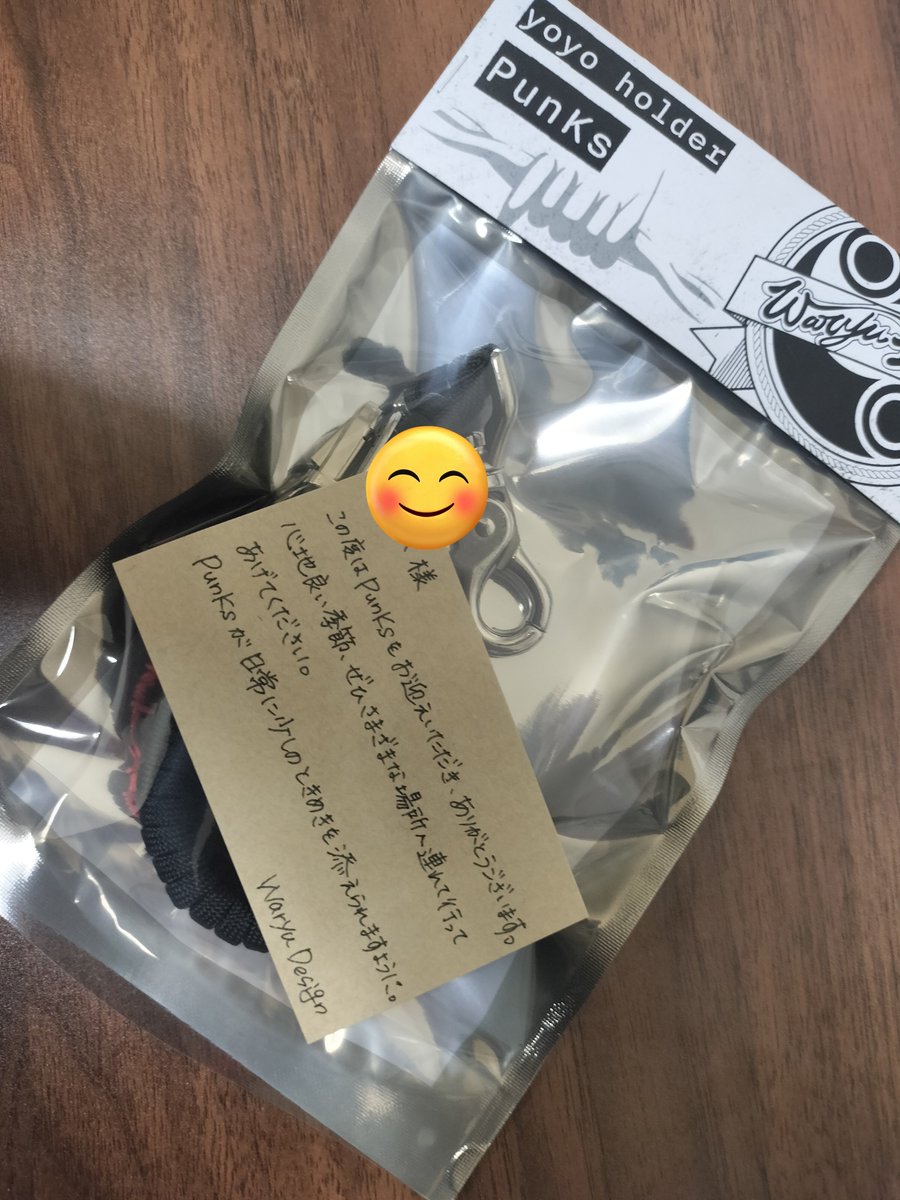 yoyo holder
PunKs
様
この度はPunKsをお迎えいただき、ありがとうございます。
心地良い季節、ぜひさまざまな場所へ連れて行って
あげてください。
PunKsが日常に少しのときめきを添えられますように。
Waryu Design